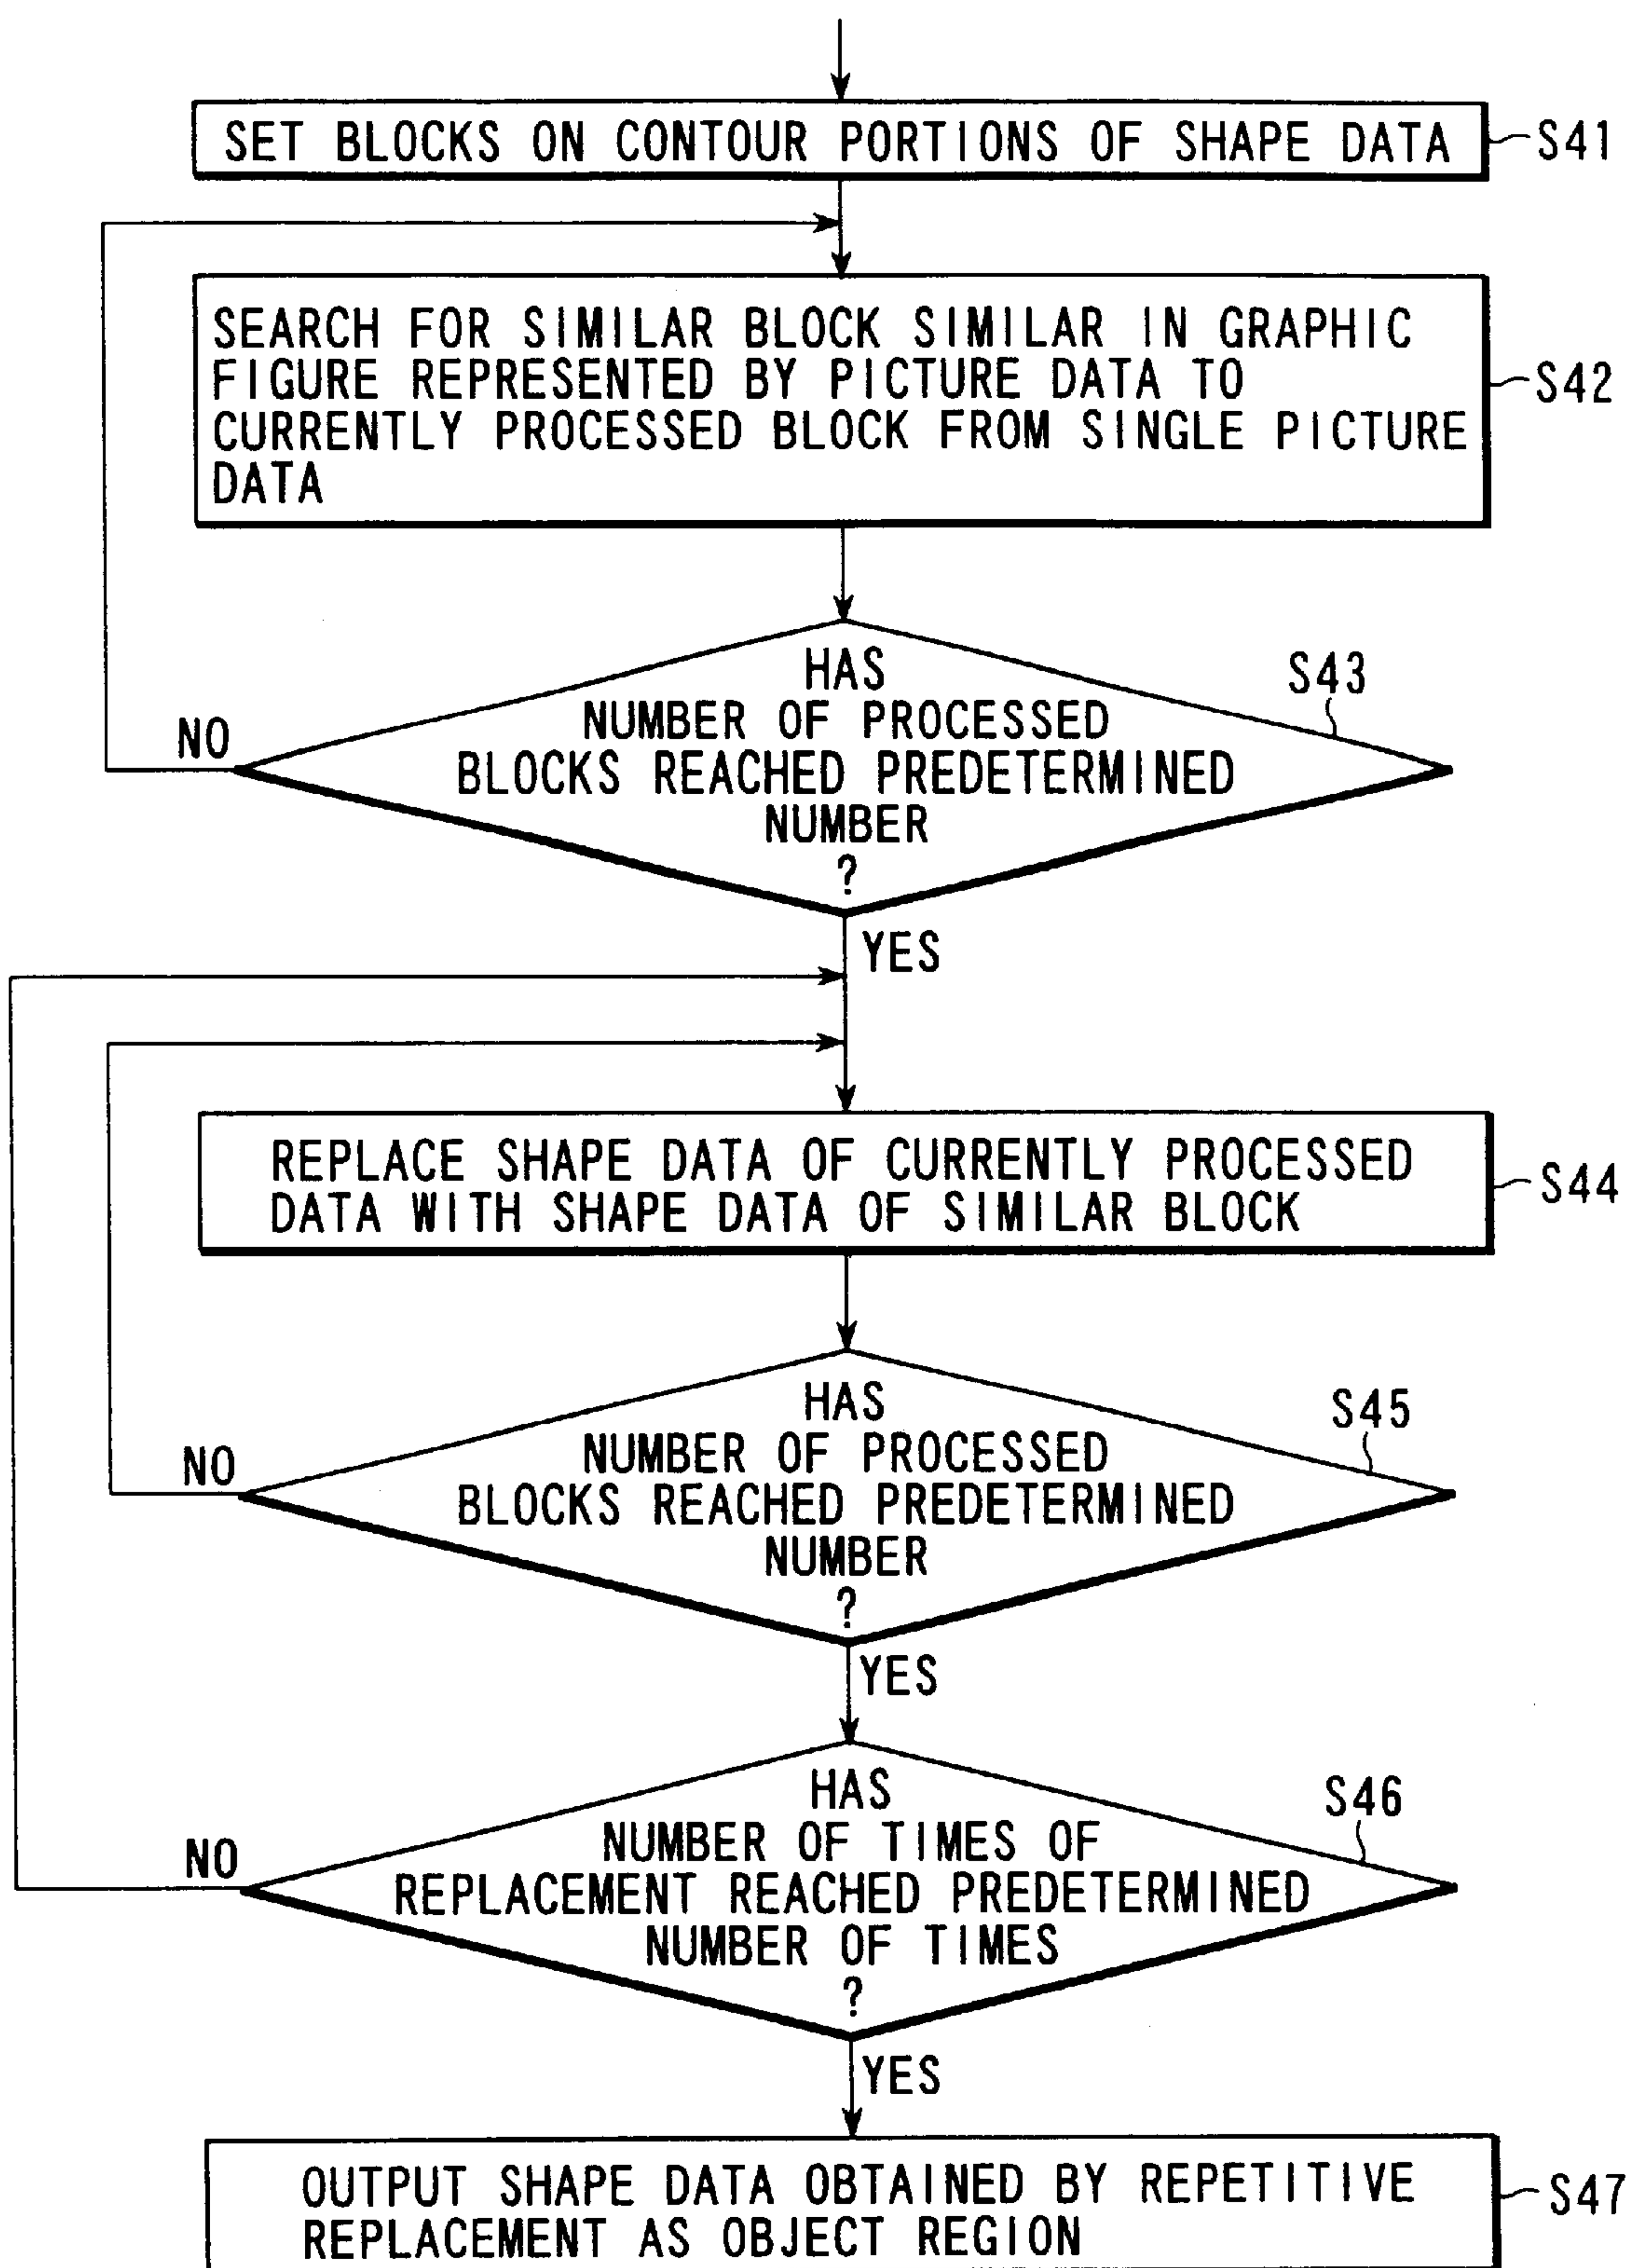 SET BLOCKS ON CONTOUR PORTIONS OF SHAPE DATA
S41
SEARCH FOR SIMILAR BLOCK SIMILAR IN GRAPHIC
FIGURE REPRESENTED BY PICTURE DATA TO
CURRENTLY PROCESSED BLOCK FROM SINGLE PICTURE
DATA
S42
HAS
NUMBER OF PROCESSED
BLOCKS REACHED PREDETERMINED
NUMBER
?
S43
NO
YES
REPLACE SHAPE DATA OF CURRENTLY PROCESSED
DATA WITH SHAPE DATA OF SIMILAR BLOCK
S44
HAS
NUMBER OF PROCESSED
BLOCKS REACHED PREDETERMINED
NUMBER
?
S45
NO
YES
HAS
NUMBER OF TIMES OF
REPLACEMENT REACHED PREDETERMINED
NUMBER OF TIMES
?
S46
NO
YES
OUTPUT SHAPE DATA OBTAINED BY REPETITIVE
REPLACEMENT AS OBJECT REGION
S47